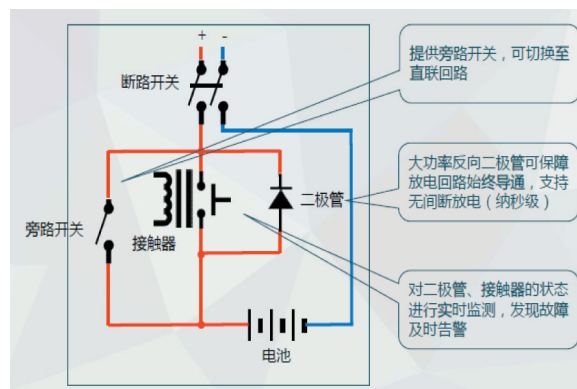 + -
断路开关
旁路开关
接触器
二极管
电池
提供旁路开关，可切换至
直联回路
大功率反向二极管可保障
放电回路始终导通，支持
无间断放电（纳秒级）
对二极管、接触器的状态
进行实时监测，发现故障
及时告警